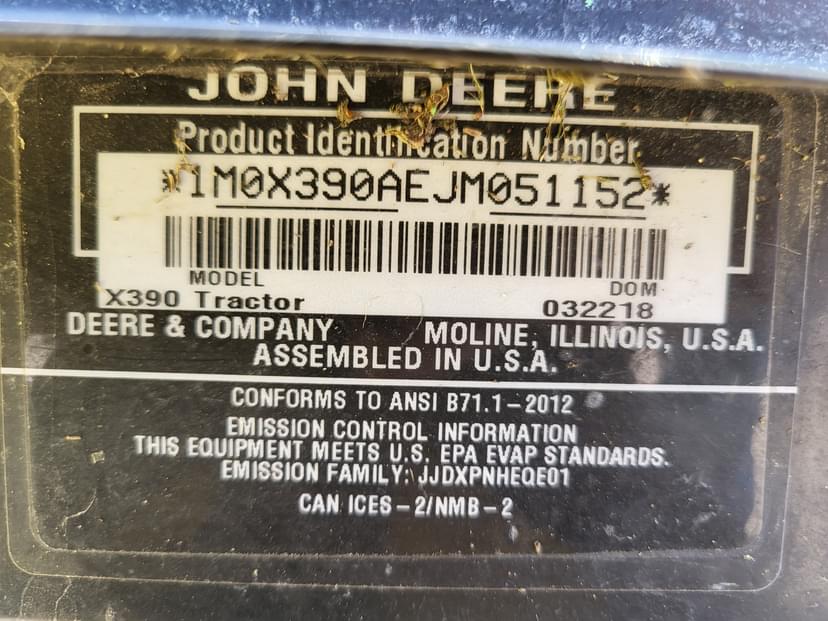 JOHN DEERE
Product Identification Number
*1M0X390AEJM051152*
MODEL DOM
X390 Tractor 032218
DEERE & COMPANY MOLINE, ILLINOIS, U.S.A.
ASSEMBLED IN U.S.A.
CONFORMS TO ANSI B71.1-2012
EMISSION CONTROL INFORMATION
THIS EQUIPMENT MEETS U.S. EPA EVAP STANDARDS.
EMISSION FAMILY: JJDXPNHEQE01
CAN ICES-2/NMB-2